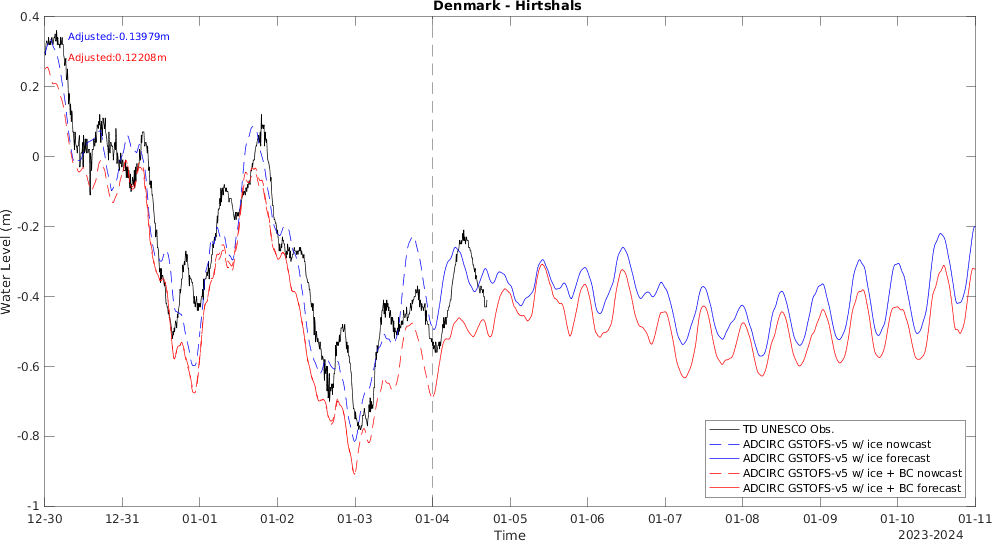 Denmark - Hirtshals
Adjusted:-0.13979m
Adjusted:0.12208m
Water Level (m)
0.4
0.2
0
-0.2
-0.4
-0.6
-0.8
-1
TD UNESCO Obs.
ADCIRC GSTOFS-v5 w/ ice nowcast
ADCIRC GSTOFS-v5 w/ ice forecast
ADCIRC GSTOFS-v5 w/ ice + BC nowcast
ADCIRC GSTOFS-v5 w/ ice + BC forecast
12-30 12-31 01-01 01-02 01-03 01-04 01-05 01-06 01-07 01-08 01-09 01-10 01-11
Time
2023-2024